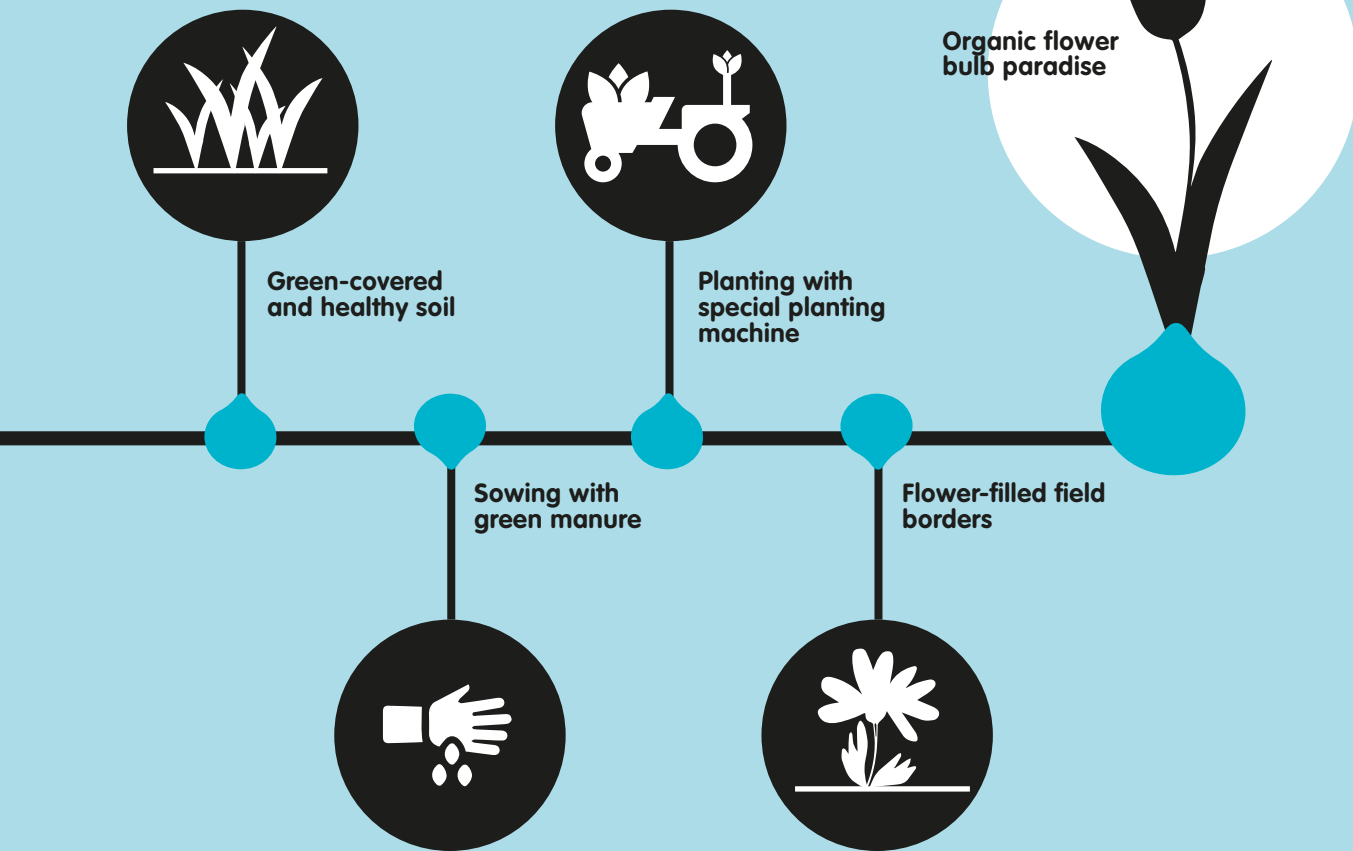 Organic flower
bulb paradise
Green-covered
and healthy soil
Planting with
special planting
machine
Sowing with
green manure
Flower-filled field
borders